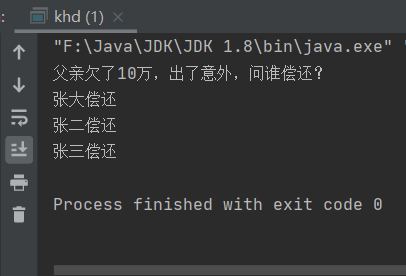 khd (1)
"F:\Java\JDK\JDK 1.8\bin\java.exe"
父亲欠了10万，出了意外，问谁偿还？
张大偿还
张二偿还
张三偿还
Process finished with exit code 0